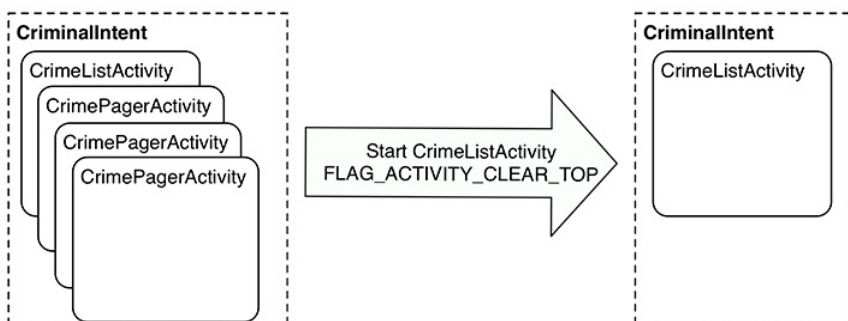 CriminalIntent
CrimeListActivity
CrimePagerActivity
CrimePagerActivity
CrimePagerActivity
Start CrimeListActivity
FLAG_ACTIVITY_CLEAR_TOP
CriminalIntent
CrimeListActivity